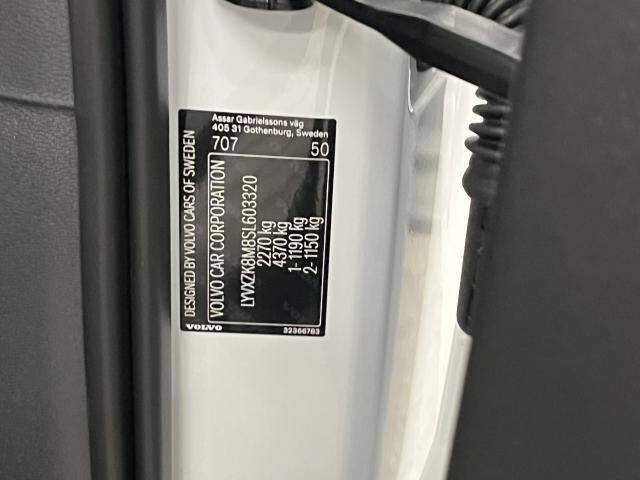 Assar Gabrielssons väg
405 31 Gothenburg, Sweden
707 50
DESIGNED BY VOLVO CARS OF SWEDEN
VOLVO CAR CORPORATION
LYVXZK8M8SL603320
2270 kg
4370 kg
1- 1190 kg
2- 1150 kg
VOLVO
32366783